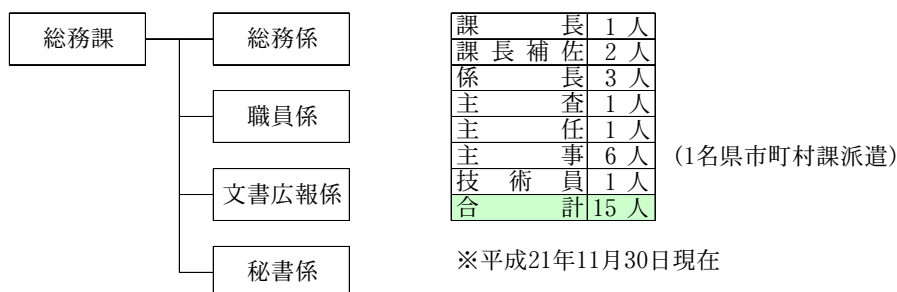 総務課
総務係
職員係
文書広報係
秘書係
課長 1 人
課長補佐 2 人
係長 3 人
主査 1 人
主任 1 人
主事 6 人 (1名県市町村課派遣)
技術員 1 人
合計 15 人
※平成21年11月30日現在